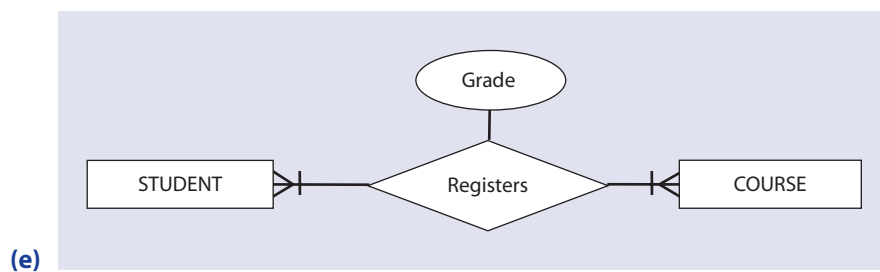 Grade
STUDENT
Registers
COURSE
(e)